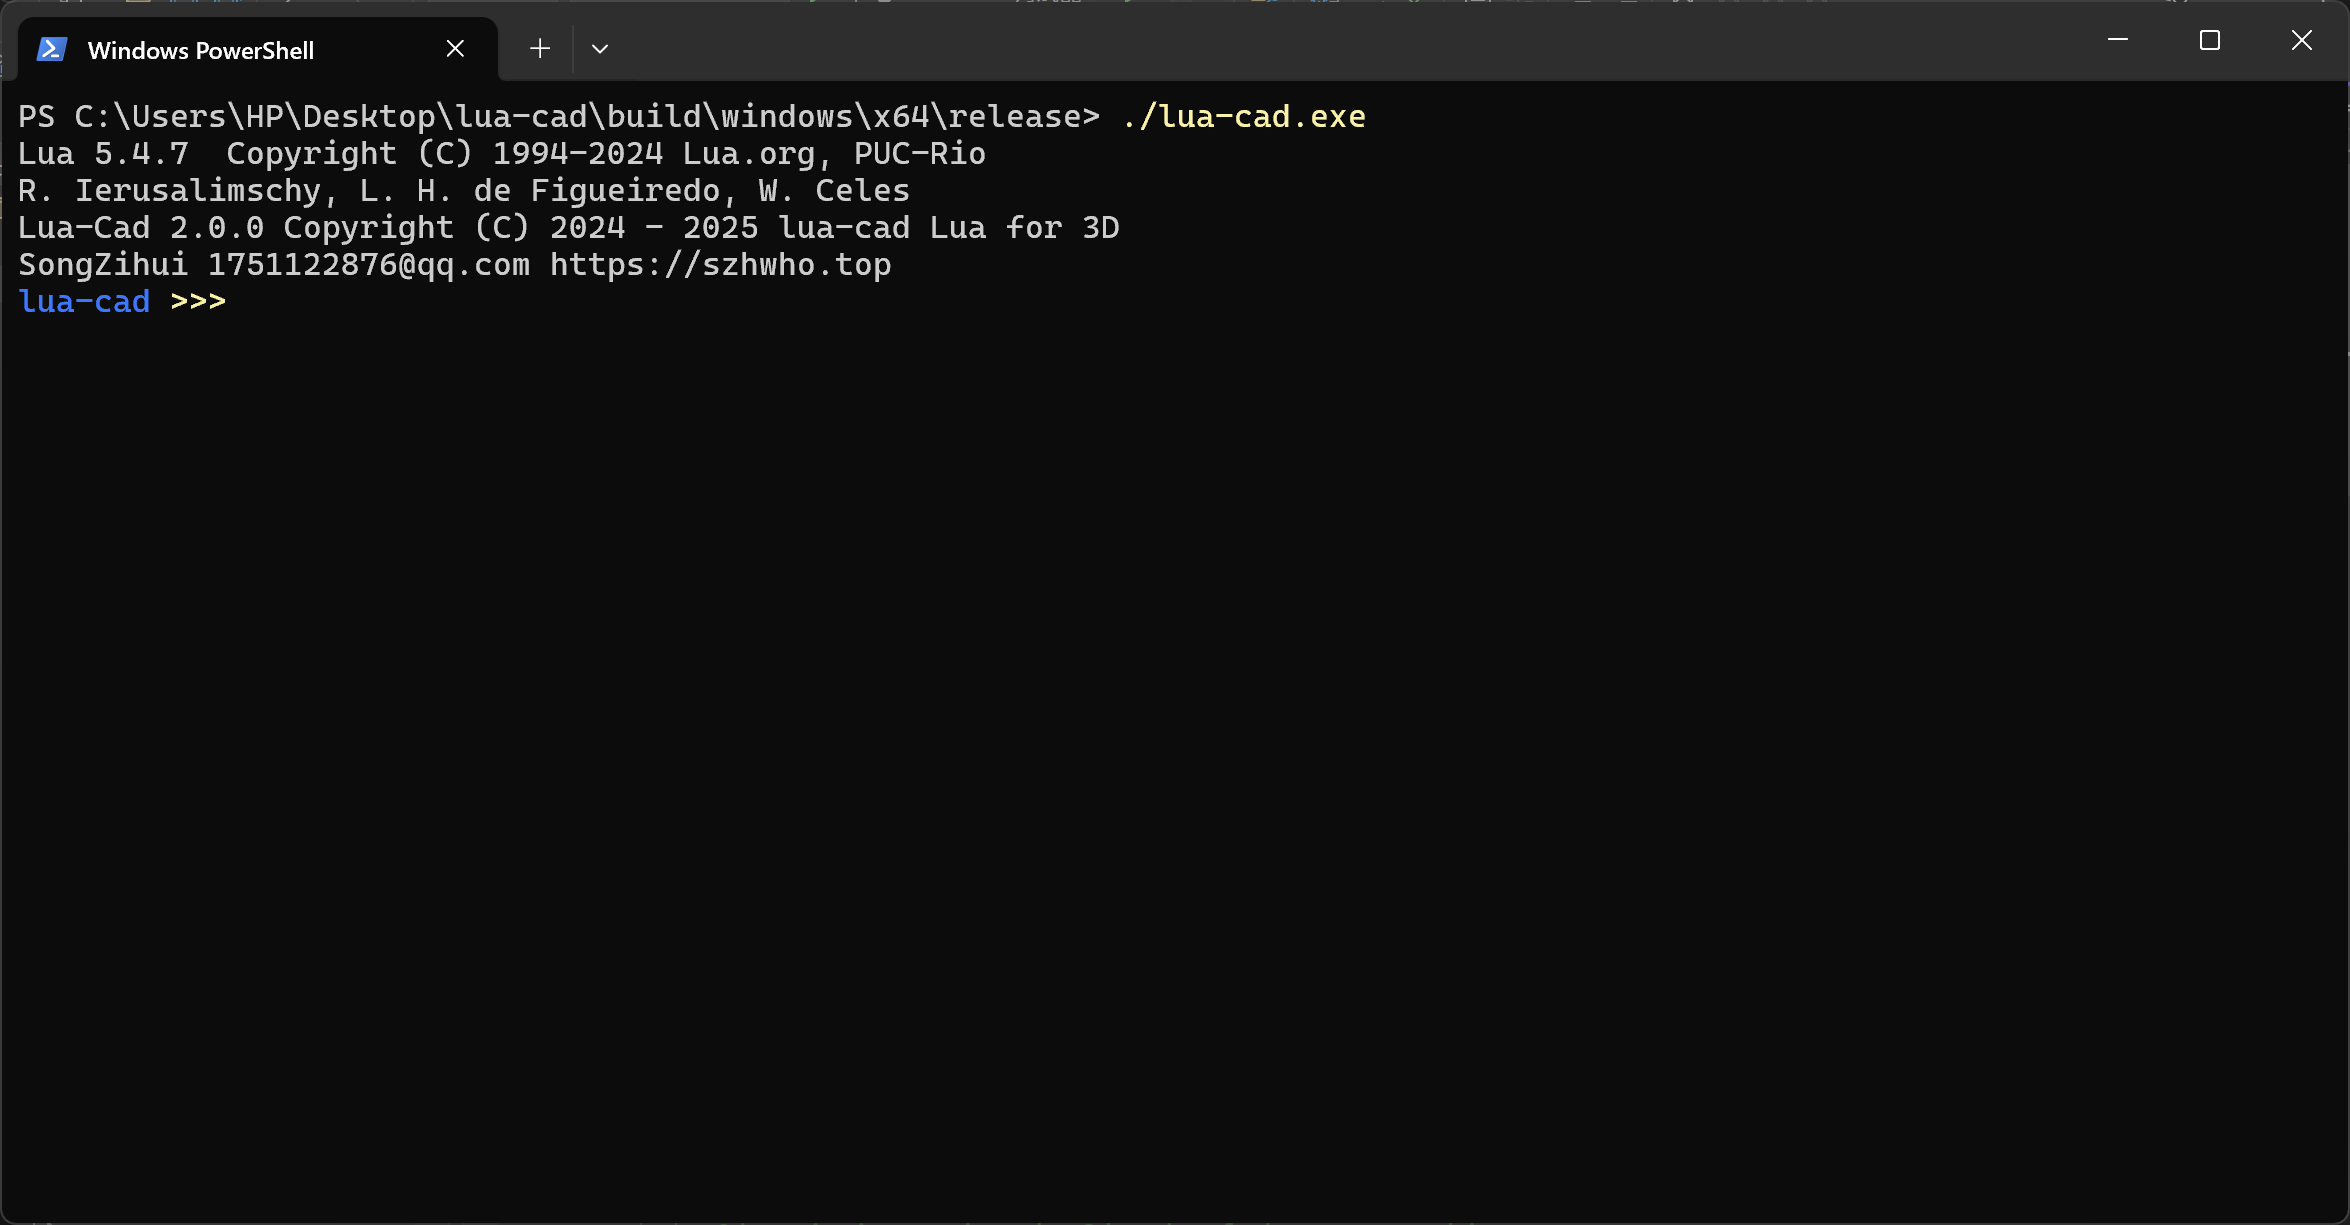 Windows PowerShell
PS C:\Users\HP\Desktop\lua-cad\build\windows\x64\release> ./lua-cad.exe
Lua 5.4.7  Copyright (C) 1994-2024 Lua.org, PUC-Rio
R. Ierusalimschy, L. H. de Figueiredo, W. Celes
Lua-Cad 2.0.0 Copyright (C) 2024 - 2025 lua-cad Lua for 3D
SongZihui 1751122876@qq.com https://szhwho.top
lua-cad >>>